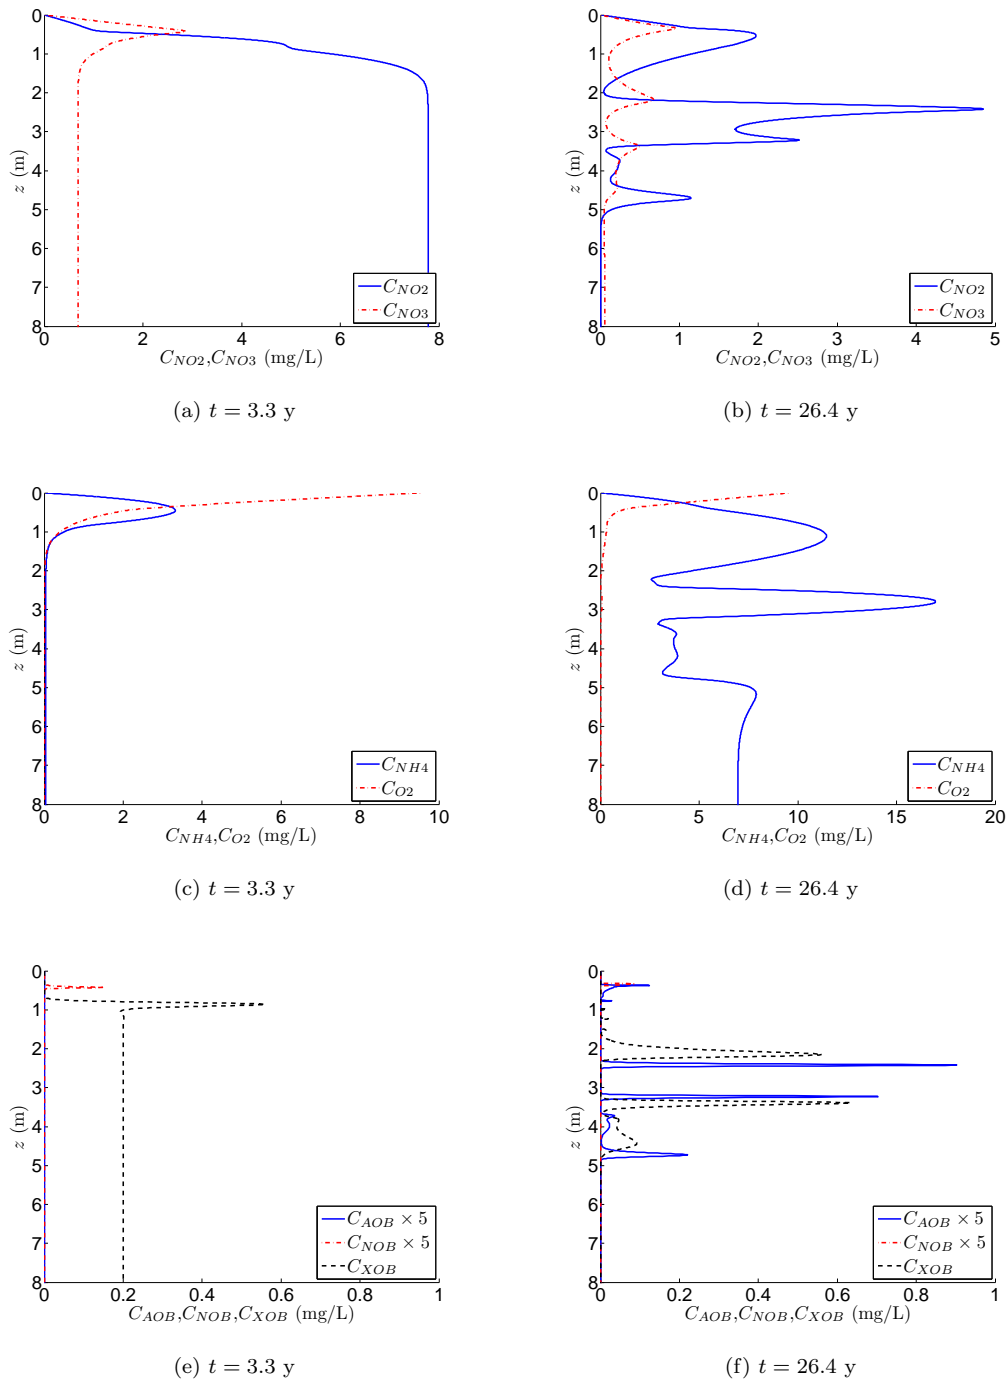 0
1
2
3
4
5
6
7
8
z (m)
0 2 4 6 8
C_{NO2},C_{NO3} (mg/L)
C_{NO2}
C_{NO3}
(a) t = 3.3 y
0
1
2
3
4
5
6
7
8
z (m)
0 1 2 3 4 5
C_{NO2},C_{NO3} (mg/L)
C_{NO2}
C_{NO3}
(b) t = 26.4 y
0
1
2
3
4
5
6
7
8
z (m)
0 2 4 6 8 10
C_{NH4},C_{O2} (mg/L)
C_{NH4}
C_{O2}
(c) t = 3.3 y
0
1
2
3
4
5
6
7
8
z (m)
0 5 10 15 20
C_{NH4},C_{O2} (mg/L)
C_{NH4}
C_{O2}
(d) t = 26.4 y
0
1
2
3
4
5
6
7
8
z (m)
0 0.2 0.4 0.6 0.8 1
C_{AOB},C_{NOB},C_{XOB} (mg/L)
C_{AOB} × 5
C_{NOB} × 5
C_{XOB}
(e) t = 3.3 y
0
1
2
3
4
5
6
7
8
z (m)
0 0.2 0.4 0.6 0.8 1
C_{AOB},C_{NOB},C_{XOB} (mg/L)
C_{AOB} × 5
C_{NOB} × 5
C_{XOB}
(f) t = 26.4 y